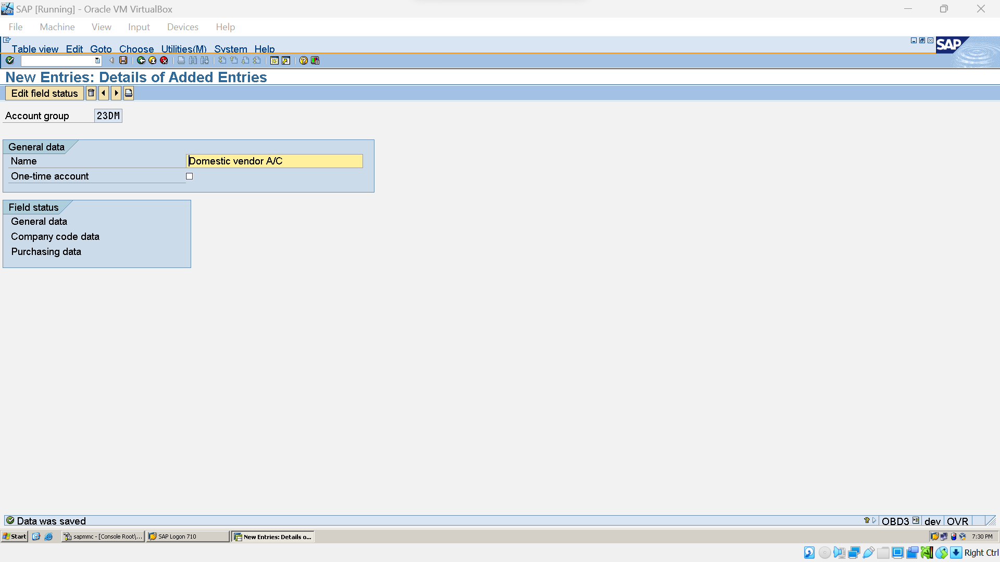 SAP [Running] - Oracle VM VirtualBox
File Machine View Input Devices Help
Table view Edit Goto Choose Utilities(M) System Help
SAP
New Entries: Details of Added Entries
Edit field status
Account group 23DM
General data
Name Domestic vendor A/C
One-time account
Field status
General data
Company code data
Purchasing data
Data was saved
OBD3 dev OVR
Start sapmmc - [Console Root\... SAP Logon 710 New Entries: Details o... 7:30 PM
Right Ctrl